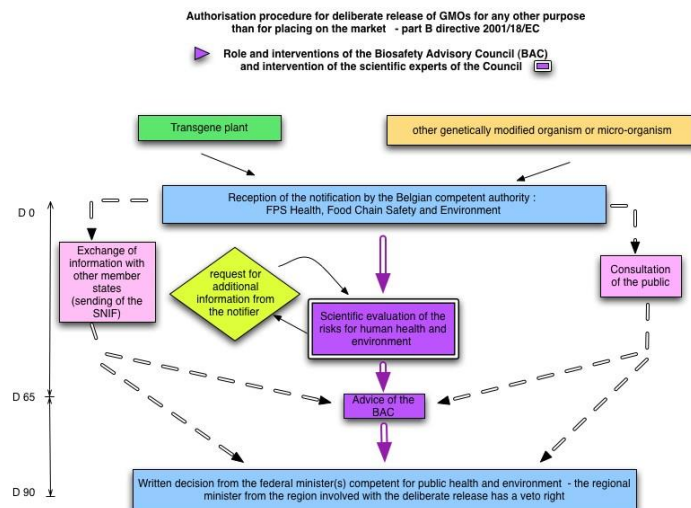 Authorisation procedure for deliberate release of GMOs for any other purpose
than for placing on the market - part B directive 2001/18/EC
Role and interventions of the Biosafety Advisory Council (BAC)
and intervention of the scientific experts of the Council
Transgene plant
other genetically modified organism or micro-organism
D 0
Reception of the notification by the Belgian competent authority :
FPS Health, Food Chain Safety and Environment
Exchange of
information with
other member
states
(sending of the
SNIF)
request for
additional
information from
the notifier
Scientific evaluation of the
risks for human health and
environment
Consultation
of the public
D 65
Advice of the
BAC
D 90
Written decision from the federal minister(s) competent for public health and environment - the regional
minister from the region involved with the deliberate release has a veto right